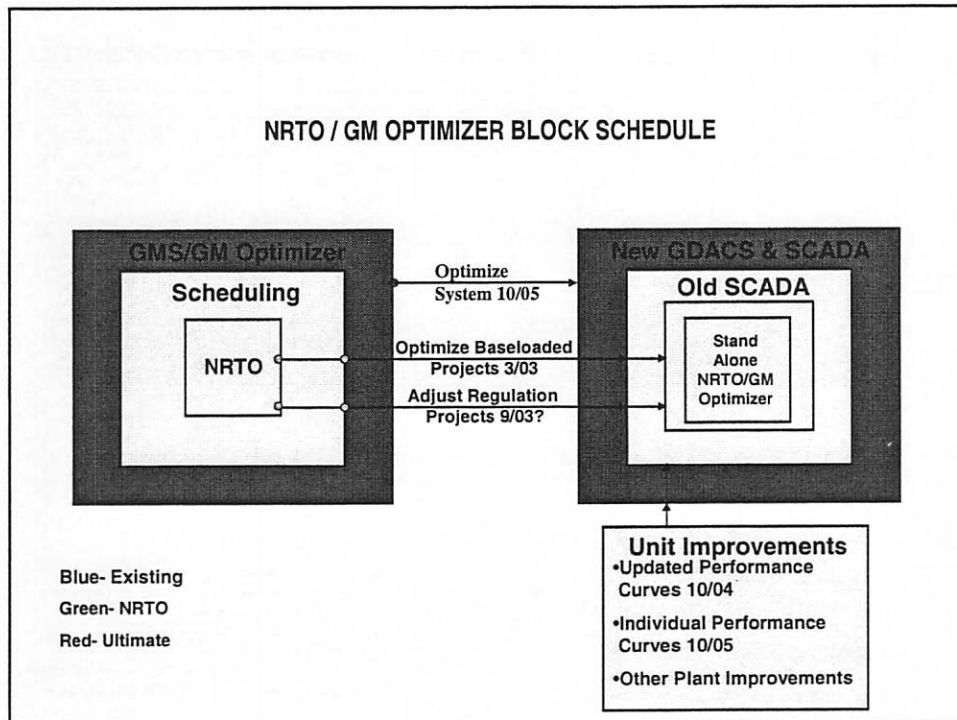 NRTO / GM OPTIMIZER BLOCK SCHEDULE
GMS/GM Optimizer
Scheduling
NRTO
Optimize
System 10/05
Optimize Baseloaded
Projects 3/03
Adjust Regulation
Projects 9/03?
New GDACS & SCADA
Old SCADA
Stand
Alone
NRTO/GM
Optimizer
Unit Improvements
•Updated Performance
Curves 10/04
•Individual Performance
Curves 10/05
•Other Plant Improvements
Blue- Existing
Green- NRTO
Red- Ultimate